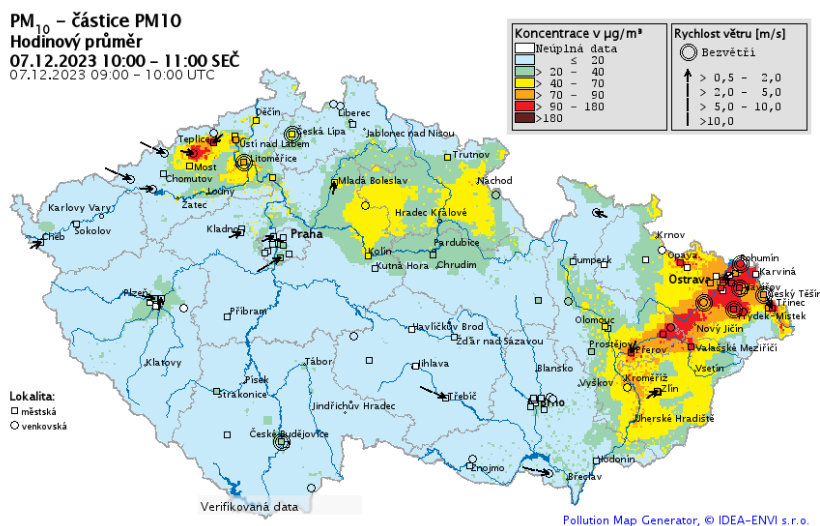 PM10 – částice PM10
Hodinový průměr
07.12.2023 10:00 – 11:00 SEČ
07.12.2023 09:00 – 10:00 UTC
Koncentrace v µg/m³
Neúplná data
≤ 20
> 20 - 40
> 40 - 70
> 70 - 90
> 90 - 180
>180
Rychlost větru [m/s]
Bezvětří
> 0,5 - 2,0
> 2,0 - 5,0
> 5,0 - 10,0
>10,0
Děčín
Liberec
Teplice
Česká Lípa
Jablonec nad Nisou
Ústí nad Labem
Litoměřice
Trutnov
Most
Chomutov
Mladá Boleslav
Náchod
Louny
Žatec
Karlovy Vary
Hradec Králové
Kladno
Praha
Cheb
Sokolov
Krnov
Pardubice
Kolín
Opava
Bohumín
Kutná Hora
Chrudim
Šumperk
Karviná
Ostrava
Havířov
Plzeň
Český Těšín
Třinec
Příbram
Frýdek-Místek
Olomouc
Havlíčkův Brod
Nový Jičín
Žďár nad Sázavou
Prostějov
Přerov
Valašské Meziříčí
Klatovy
Tábor
Jihlava
Blansko
Vsetín
Písek
Vyškov
Kroměříž
Zlín
Strakonice
Třebíč
Brno
Jindřichův Hradec
Uherské Hradiště
České Budějovice
Hodonín
Znojmo
Břeclav
Lokalita:
městská
venkovská
Verifikovaná data
Pollution Map Generator, © IDEA-ENVI s.r.o.